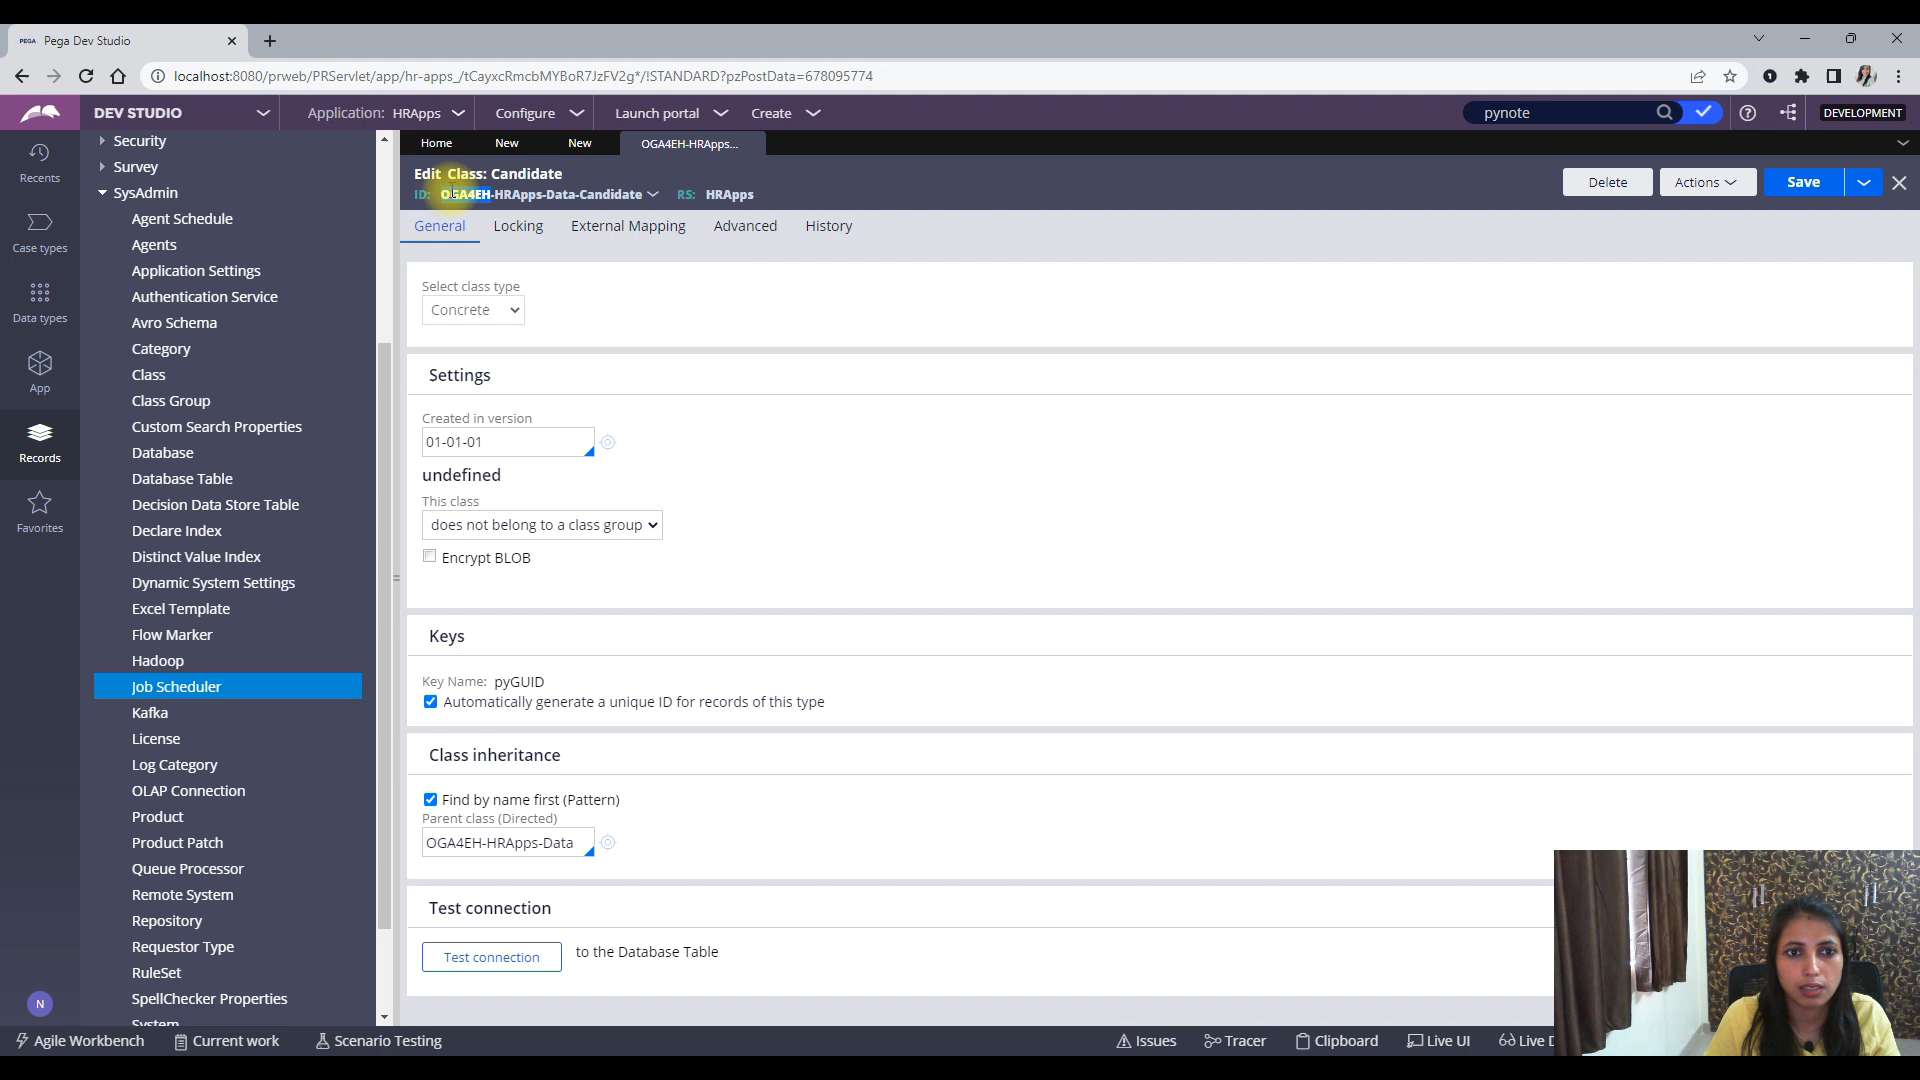 PEGA Pega Dev Studio
localhost:8080/prweb/PRServlet/app/hr-apps_/tCayxcRmcbMYBoR7JzFV2g*/!STANDARD?pzPostData=678095774
DEV STUDIO
Application: HRApps
Configure
Launch portal
Create
pynote
DEVELOPMENT
Recents
Case types
Data types
App
Records
Favorites
N
Security
Survey
SysAdmin
Agent Schedule
Agents
Application Settings
Authentication Service
Avro Schema
Category
Class
Class Group
Custom Search Properties
Database
Database Table
Decision Data Store Table
Declare Index
Distinct Value Index
Dynamic System Settings
Excel Template
Flow Marker
Hadoop
Job Scheduler
Kafka
License
Log Category
OLAP Connection
Product
Product Patch
Queue Processor
Remote System
Repository
Requestor Type
RuleSet
SpellChecker Properties
System
Home
New
New
OGA4EH-HRApps...
Edit Class: Candidate
ID: OGA4EH-HRApps-Data-Candidate RS: HRApps
Delete
Actions
Save
General
Locking
External Mapping
Advanced
History
Select class type
Concrete
Settings
Created in version
01-01-01
undefined
This class
does not belong to a class group
Encrypt BLOB
Keys
Key Name: pyGUID
Automatically generate a unique ID for records of this type
Class inheritance
Find by name first (Pattern)
Parent class (Directed)
OGA4EH-HRApps-Data
Test connection
Test connection to the Database Table
Agile Workbench
Current work
Scenario Testing
Issues
Tracer
Clipboard
Live UI
Live D